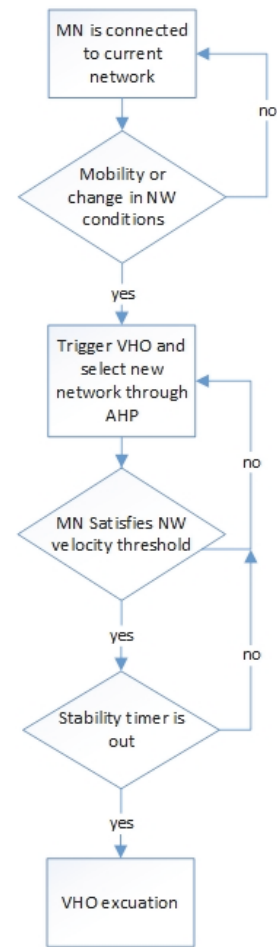 MN is connected
to current
network
no
Mobility or
change in NW
conditions
yes
Trigger VHO and
select new
network through
AHP
no
MN Satisfies NW
velocity threshold
yes
no
Stability timer is
out
yes
VHO excuation